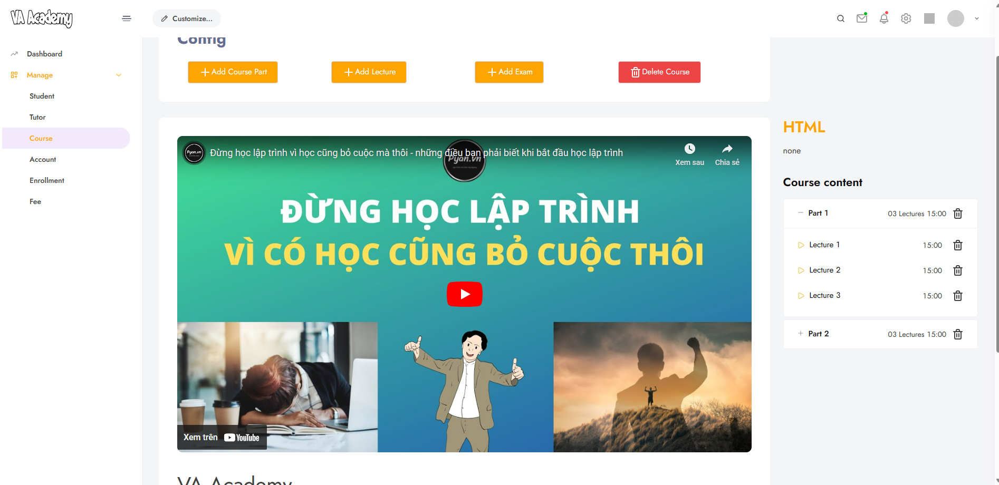 VA Academy
Customize...
Dashboard
Manage
Student
Tutor
Course
Account
Enrollment
Fee
Config
Add Course Part
Add Lecture
Add Exam
Delete Course
Pyan.vn
Đừng học lập trình vì học cũng bỏ cuộc mà thôi - những điều bạn phải biết khi bắt đầu học lập trình
Xem sau
Chia sẻ
Pyan.vn
ĐỪNG HỌC LẬP TRÌNH
VÌ CÓ HỌC CŨNG BỎ CUỘC THÔI
Xem trên YouTube
VA Academy
HTML
none
Course content
Part 1 03 Lectures 15:00
Lecture 1 15:00
Lecture 2 15:00
Lecture 3 15:00
Part 2 03 Lectures 15:00